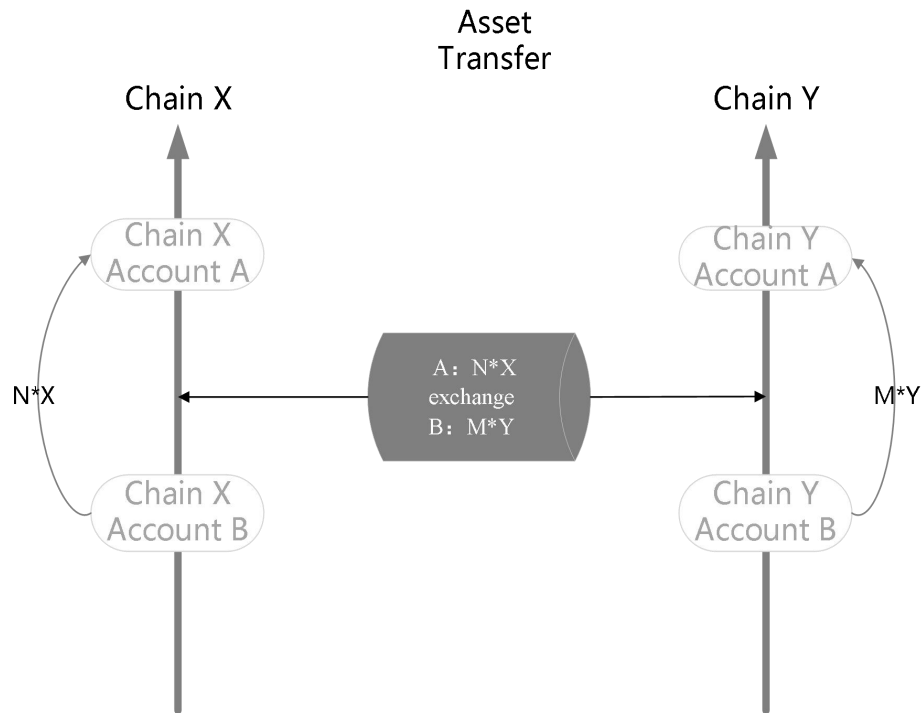 Asset
Transfer
Chain X
Chain Y
Chain X
Account A
Chain Y
Account A
N*X
A：N*X
exchange
B：M*Y
M*Y
Chain X
Account B
Chain Y
Account B